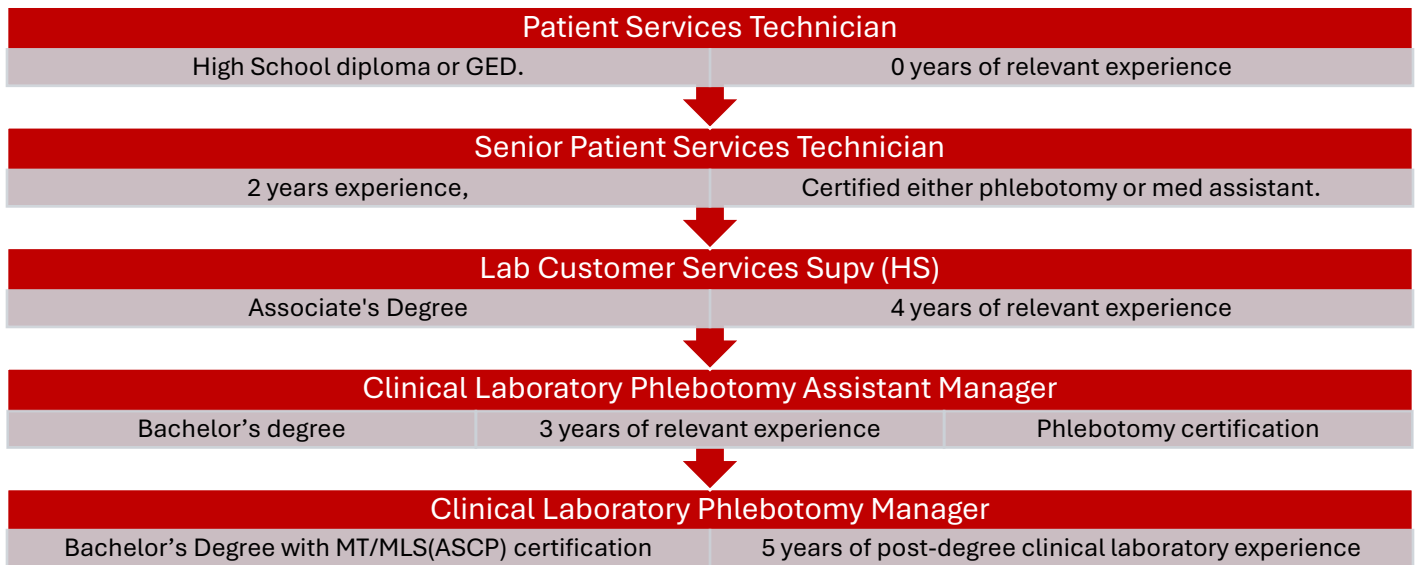 Patient Services Technician
High School diploma or GED. 0 years of relevant experience
Senior Patient Services Technician
2 years experience, Certified either phlebotomy or med assistant.
Lab Customer Services Supv (HS)
Associate's Degree 4 years of relevant experience
Clinical Laboratory Phlebotomy Assistant Manager
Bachelor’s degree 3 years of relevant experience Phlebotomy certification
Clinical Laboratory Phlebotomy Manager
Bachelor’s Degree with MT/MLS(ASCP) certification 5 years of post-degree clinical laboratory experience